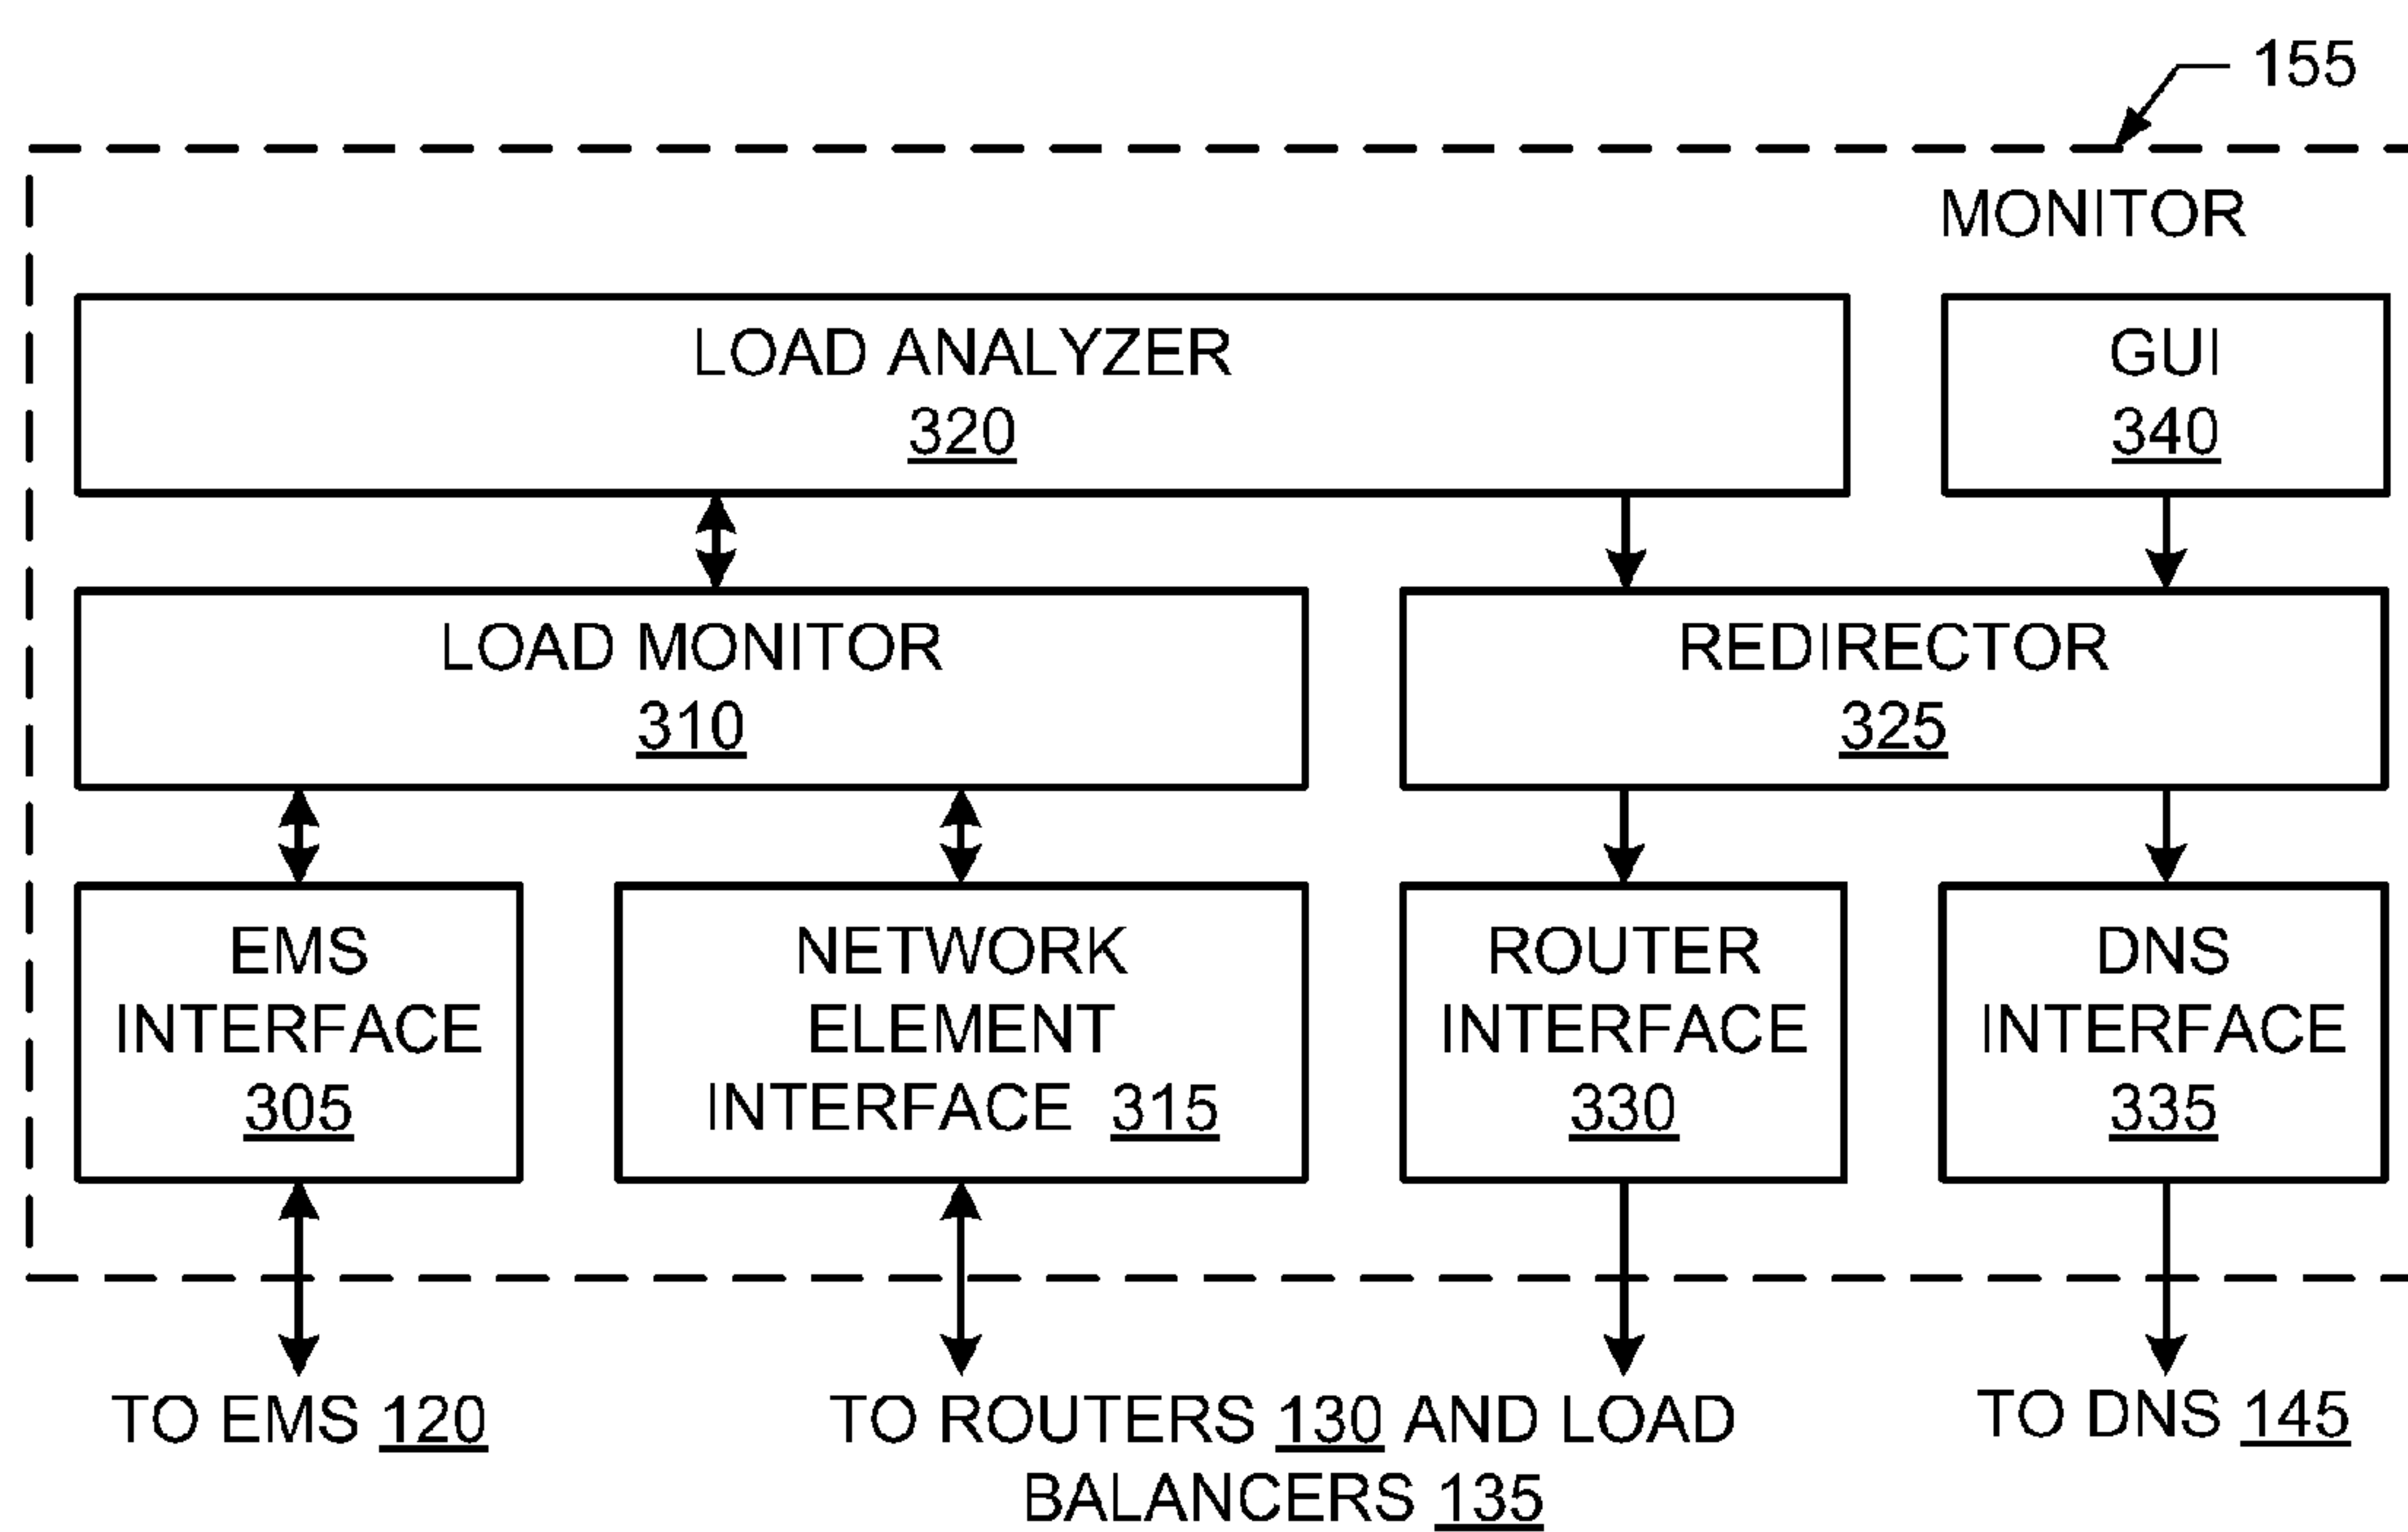 155
MONITOR
LOAD ANALYZER
320
GUI
340
LOAD MONITOR
310
REDIRECTOR
325
EMS
INTERFACE
305
NETWORK
ELEMENT
INTERFACE 315
ROUTER
INTERFACE
330
DNS
INTERFACE
335
TO EMS 120
TO ROUTERS 130 AND LOAD
BALANCERS 135
TO DNS 145